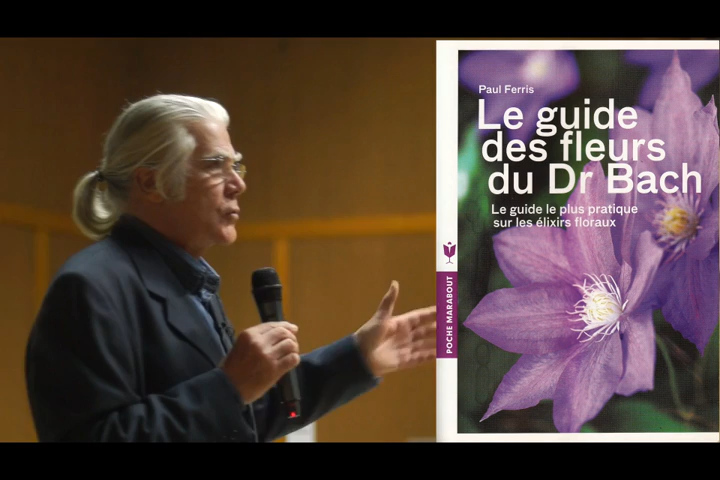 Paul Ferris
Le guide
des fleurs
du Dr Bach
Le guide le plus pratique
sur les élixirs floraux
POCHE MARABOUT